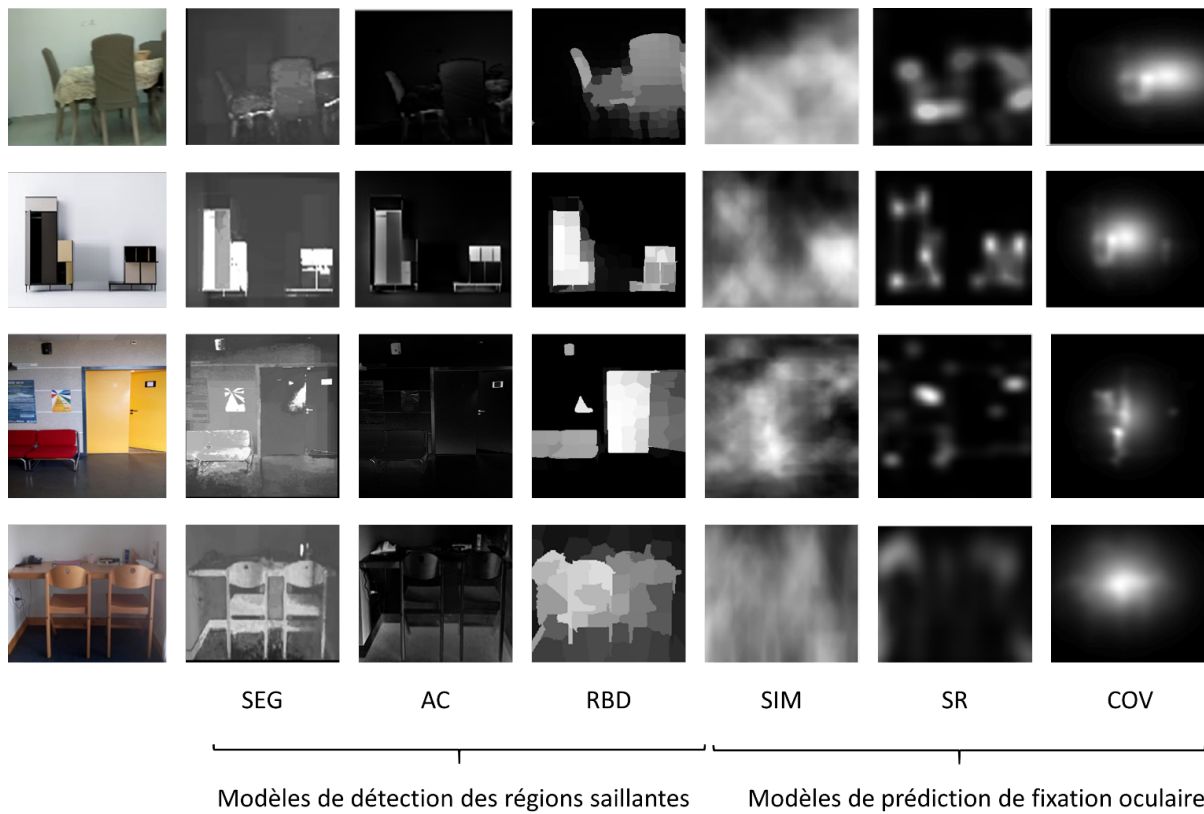 SEG AC RBD SIM SR COV
Modèles de détection des régions saillantes Modèles de prédiction de fixation oculaire